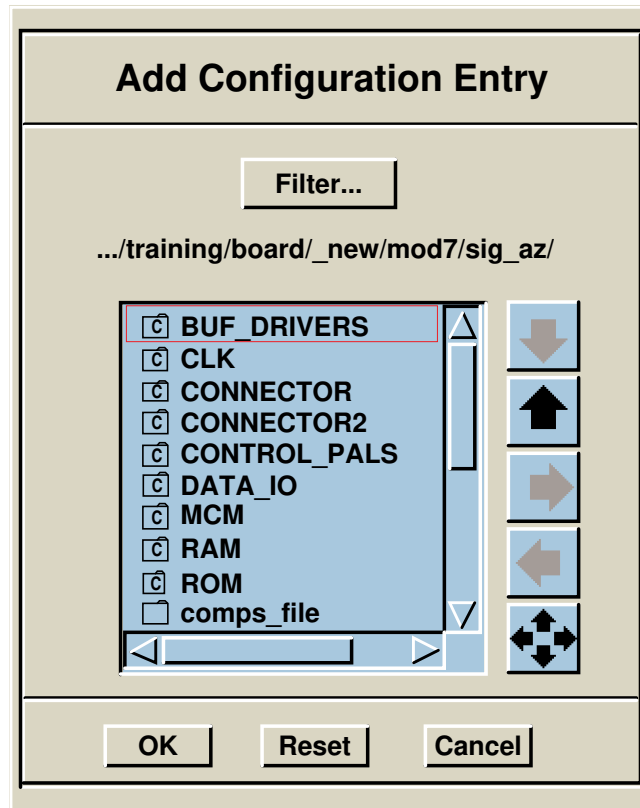 Add Configuration Entry
Filter...
.../training/board/_new/mod7/sig_az/
C BUF_DRIVERS
C CLK
C CONNECTOR
C CONNECTOR2
C CONTROL_PALS
C DATA_IO
C MCM
C RAM
C ROM
comps_file
OK Reset Cancel